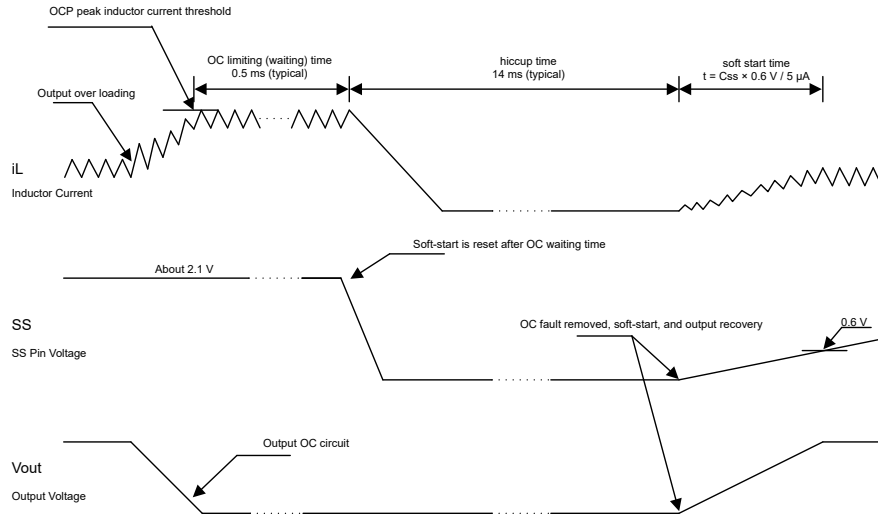 OCP peak inductor current threshold
OC limiting (waiting) time
0.5 ms (typical)
hiccup time
14 ms (typical)
soft start time
t = Css × 0.6 V / 5 µA
Output over loading
iL
Inductor Current
Soft-start is reset after OC waiting time
About 2.1 V
SS
SS Pin Voltage
OC fault removed, soft-start, and output recovery
0.6 V
Output OC circuit
Vout
Output Voltage